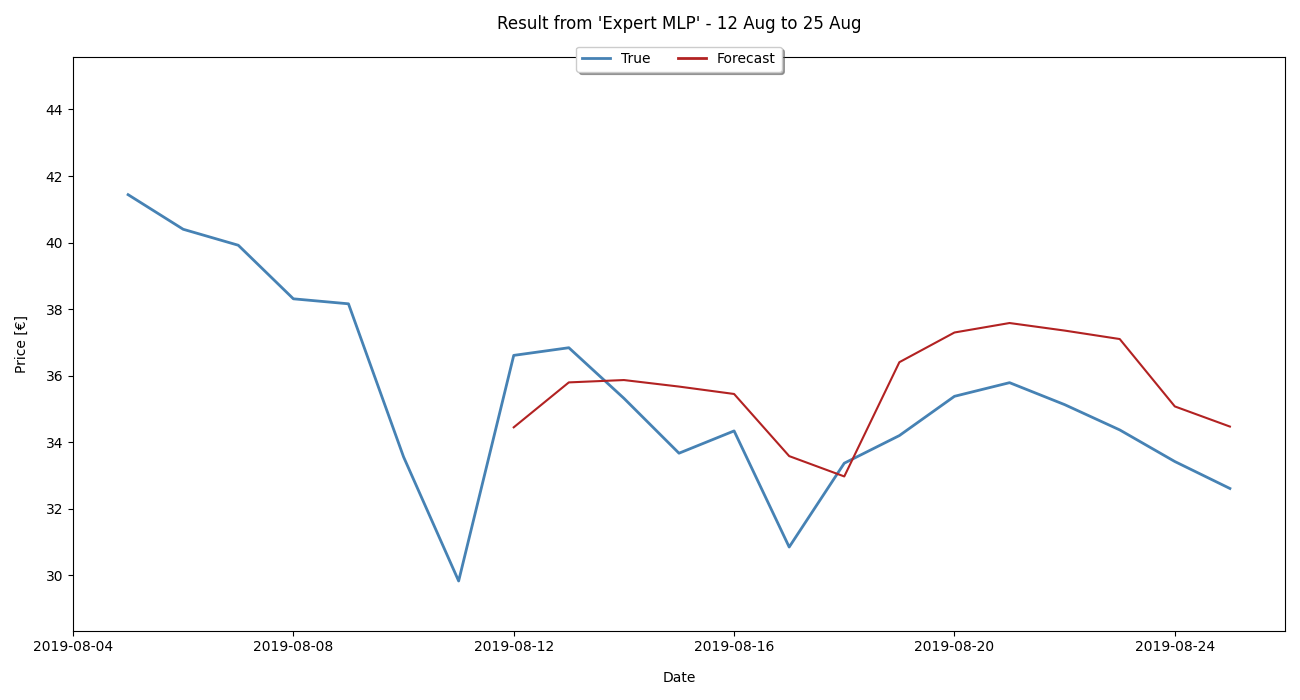 Result from 'Expert MLP' - 12 Aug to 25 Aug
True Forecast
44
42
40
38
36
34
32
30
Price [€]
2019-08-04 2019-08-08 2019-08-12 2019-08-16 2019-08-20 2019-08-24
Date